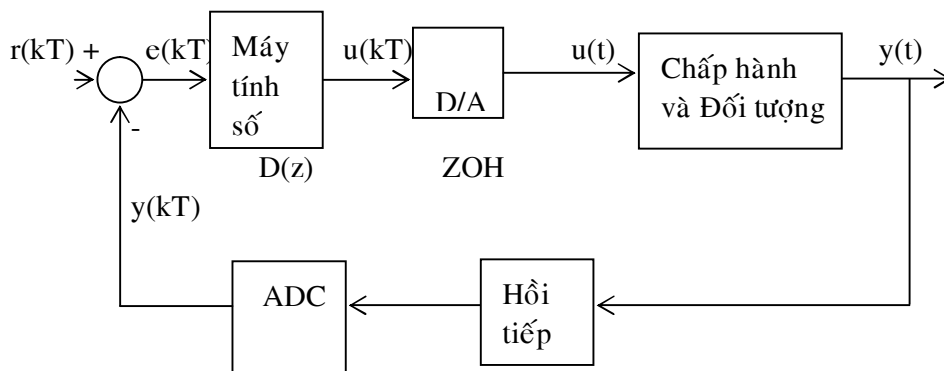 r(kT) +
e(kT)
Máy
tính
số
u(kT)
D/A
u(t)
Chấp hành
và Đối tượng
y(t)
-
D(z)
ZOH
y(kT)
ADC
Hồi
tiếp